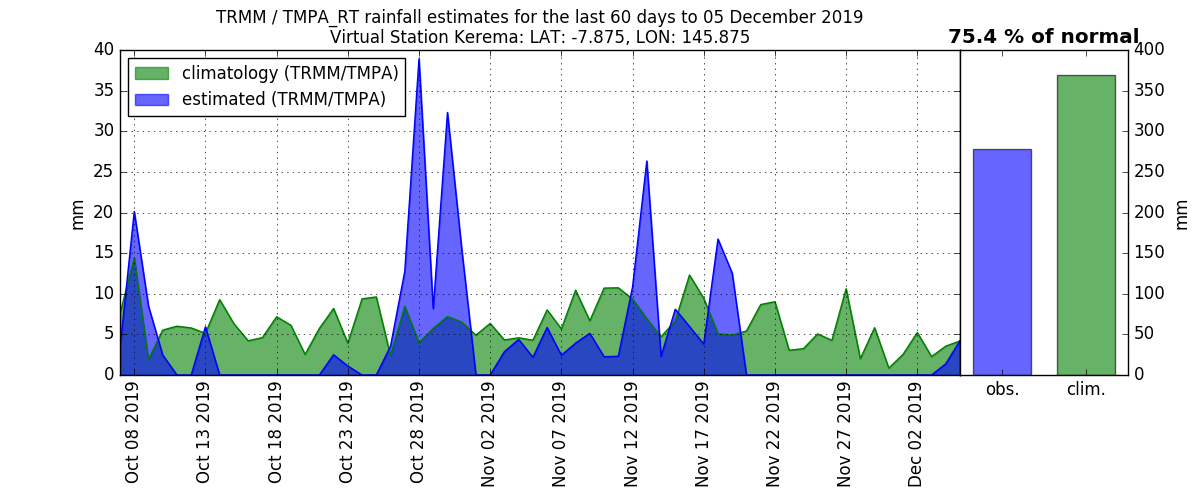 TRMM / TMPA_RT rainfall estimates for the last 60 days to 05 December 2019
Virtual Station Kerema: LAT: -7.875, LON: 145.875
75.4 % of normal
climatology (TRMM/TMPA)
estimated (TRMM/TMPA)
mm
40
35
30
25
20
15
10
5
0
Oct 08 2019
Oct 13 2019
Oct 18 2019
Oct 23 2019
Oct 28 2019
Nov 02 2019
Nov 07 2019
Nov 12 2019
Nov 17 2019
Nov 22 2019
Nov 27 2019
Dec 02 2019
obs.
clim.
400
350
300
250
200
150
100
50
0
mm